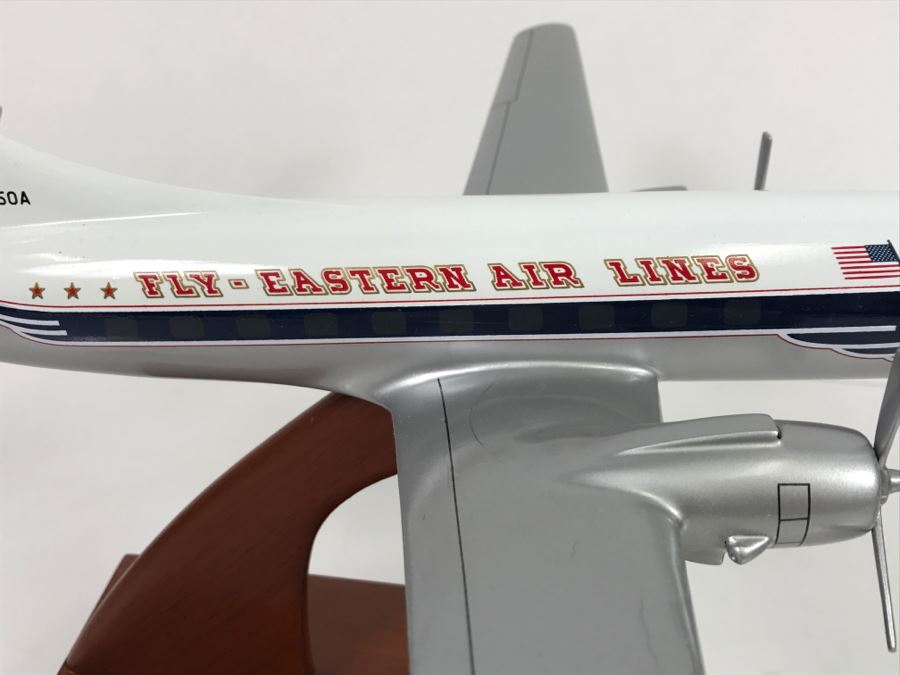 50A
★ ★ ★ FLY - EASTERN AIR LINES